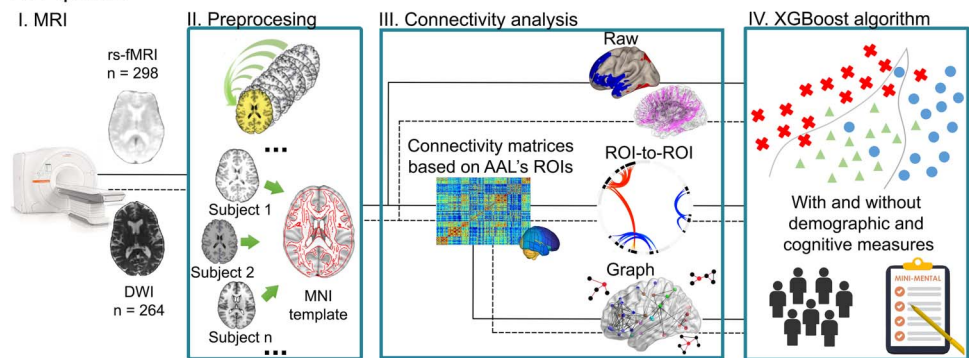 I. MRI
II. Preprocesing
III. Connectivity analysis
IV. XGBoost algorithm
rs-fMRI
n = 298
DWI
n = 264
...
Subject 1
Subject 2
Subject n
...
MNI
template
Raw
Connectivity matrices
based on AAL's ROIs
ROI-to-ROI
Graph
With and without
demographic and
cognitive measures
MINI-MENTAL